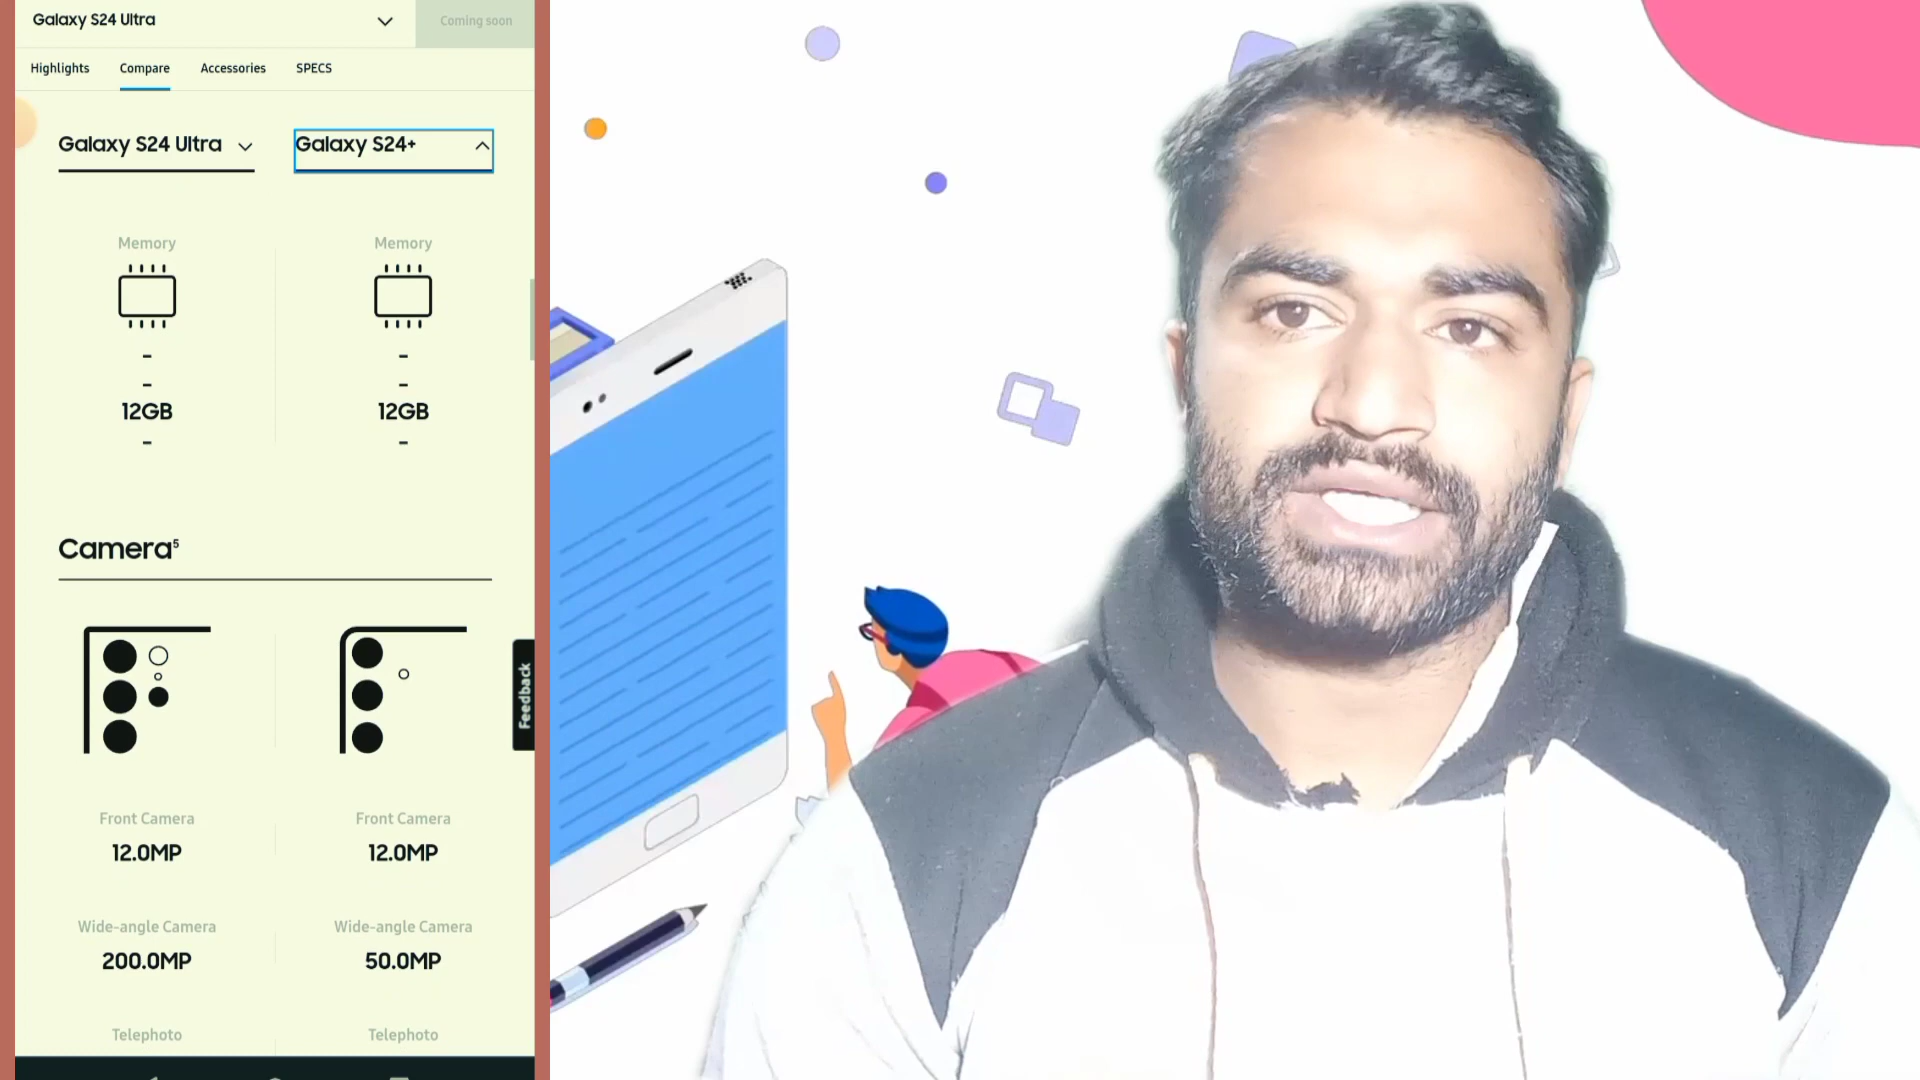 Galaxy S24 Ultra
Coming soon
Highlights Compare Accessories SPECS
Galaxy S24 Ultra Galaxy S24+
Memory Memory
- -
- -
12GB 12GB
- -
Camera5
Feedback
Front Camera Front Camera
12.0MP 12.0MP
Wide-angle Camera Wide-angle Camera
200.0MP 50.0MP
Telephoto Telephoto